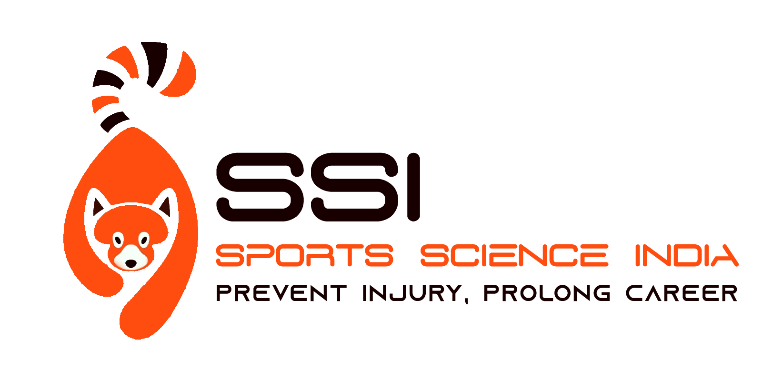 SSI
SPORTS SCIENCE INDIA
PREVENT INJURY, PROLONG CAREER